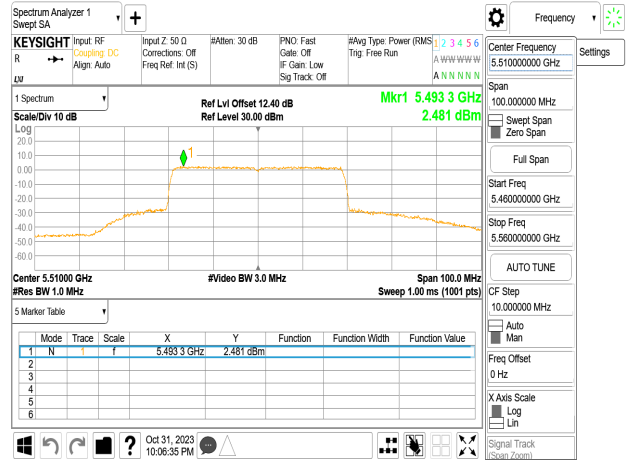 Spectrum Analyzer 1
Swept SA
Frequency
KEYSIGHT
R
Input: RF
Coupling: DC
Align: Auto
Input Z: 50 Ω
Corrections: Off
Freq Ref: Int (S)
#Atten: 30 dB
PNO: Fast
Gate: Off
IF Gain: Low
Sig Track: Off
#Avg Type: Power (RMS
Trig: Free Run
1 2 3 4 5 6
A W W W W W
A N N N N N
Center Frequency
5.510000000 GHz
Settings
Span
100.000000 MHz
Swept Span
Zero Span
Full Span
Start Freq
5.460000000 GHz
Stop Freq
5.560000000 GHz
AUTO TUNE
CF Step
10.000000 MHz
Auto
Man
Freq Offset
0 Hz
X Axis Scale
Log
Lin
Signal Track
(Span Zoom)
1 Spectrum
Scale/Div 10 dB
Ref Lvl Offset 12.40 dB
Ref Level 30.00 dBm
Mkr1 5.493 3 GHz
2.481 dBm
Log
20.0
10.0
0.00
-10.0
-20.0
-30.0
-40.0
-50.0
-60.0
1
Center 5.51000 GHz
#Res BW 1.0 MHz
#Video BW 3.0 MHz
Span 100.0 MHz
Sweep 1.00 ms (1001 pts)
5 Marker Table
Mode Trace Scale X Y Function Function Width Function Value
1 N 1 f 5.493 3 GHz 2.481 dBm
2
3
4
5
6
?
Oct 31, 2023
10:06:35 PM